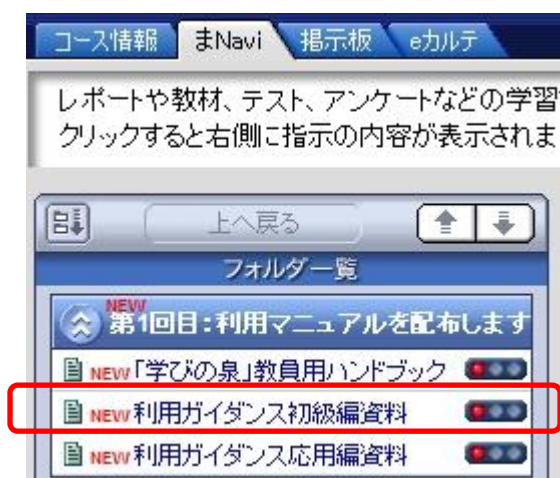 コース情報 まNavi 掲示板 eカルテ
レポートや教材、テスト、アンケートなどの学習
クリックすると右側に指示の内容が表示されま
上へ戻る
フォルダ一覧
NEW
第1回目:利用マニュアルを配布します
NEW 「学びの泉」教員用ハンドブック
NEW 利用ガイダンス初級編資料
NEW 利用ガイダンス応用編資料